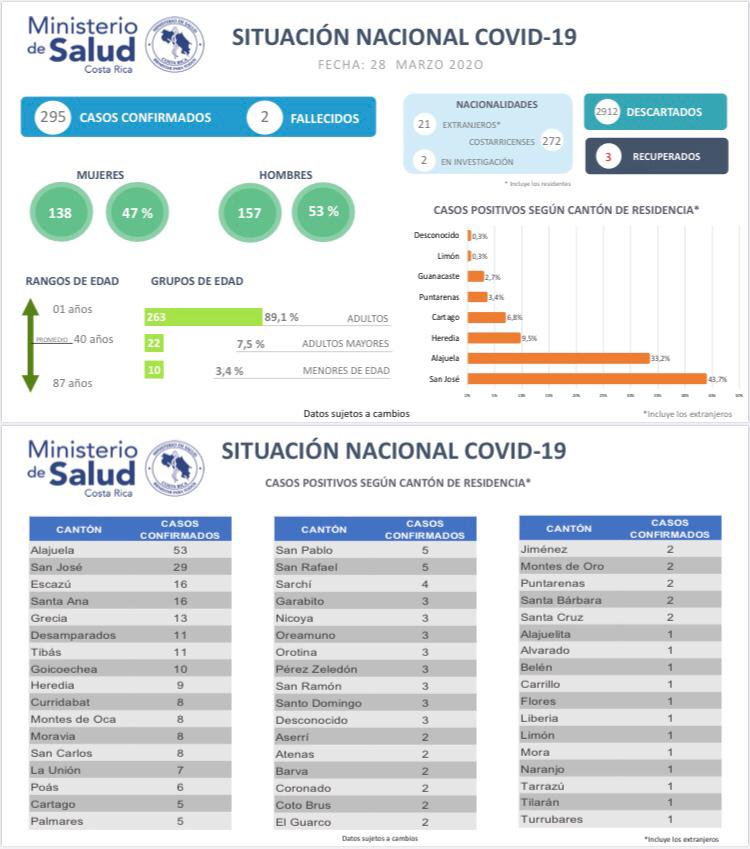 Ministerio
de Salud
Costa Rica
SITUACIÓN NACIONAL COVID-19
FECHA: 28 MARZO 2020
295 CASOS CONFIRMADOS
2 FALLECIDOS
NACIONALIDADES
21 EXTRANJEROS*
COSTARRICENSES 272
2 EN INVESTIGACIÓN
* Incluye los residentes
2912 DESCARTADOS
3 RECUPERADOS
MUJERES
138 47 %
HOMBRES
157 53 %
RANGOS DE EDAD
01 años
PROMEDIO 40 años
87 años
GRUPOS DE EDAD
263 89,1 % ADULTOS
22 7,5 % ADULTOS MAYORES
10 3,4 % MENORES DE EDAD
CASOS POSITIVOS SEGÚN CANTÓN DE RESIDENCIA*
Desconocido 0,3%
Limón 0,3%
Guanacaste 2,7%
Puntarenas 3,4%
Cartago 6,8%
Heredia 9,5%
Alajuela 33,2%
San José 43,7%
0% 5% 10% 15% 20% 25% 30% 35% 40% 45% 50%
Datos sujetos a cambios
*Incluye los extranjeros
Ministerio
de Salud
Costa Rica
SITUACIÓN NACIONAL COVID-19
CASOS POSITIVOS SEGÚN CANTÓN DE RESIDENCIA*
CANTÓN CASOS CONFIRMADOS
Alajuela 53
San José 29
Escazú 16
Santa Ana 16
Grecia 13
Desamparados 11
Tibás 11
Goicoechea 10
Heredia 9
Curridabat 8
Montes de Oca 8
Moravia 8
San Carlos 8
La Unión 7
Poás 6
Cartago 5
Palmares 5
CANTÓN CASOS CONFIRMADOS
San Pablo 5
San Rafael 5
Sarchí 4
Garabito 3
Nicoya 3
Oreamuno 3
Orotina 3
Pérez Zeledón 3
San Ramón 3
Santo Domingo 3
Desconocido 3
Aserrí 2
Atenas 2
Barva 2
Coronado 2
Coto Brus 2
El Guarco 2
CANTÓN CASOS CONFIRMADOS
Jiménez 2
Montes de Oro 2
Puntarenas 2
Santa Bárbara 2
Santa Cruz 2
Alajuelita 1
Alvarado 1
Belén 1
Carrillo 1
Flores 1
Liberia 1
Limón 1
Mora 1
Naranjo 1
Tarrazú 1
Tilarán 1
Turrubares 1
Datos sujetos a cambios
*Incluye los extranjeros